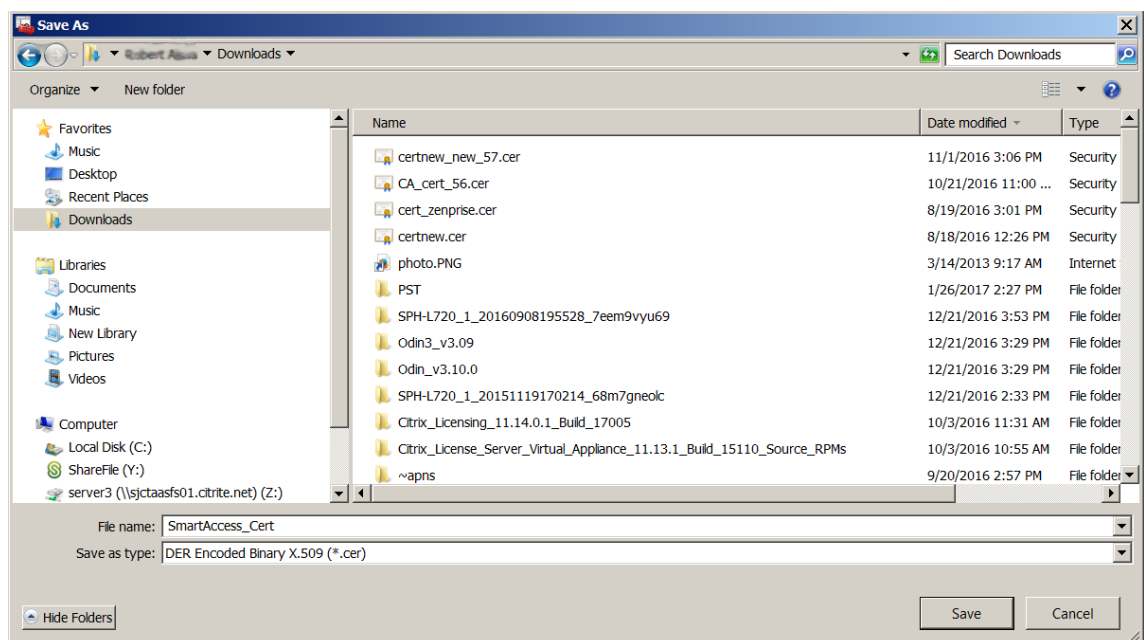 Save As
Downloads
Search Downloads
Organize
New folder
Favorites
Music
Desktop
Recent Places
Downloads
Libraries
Documents
Music
New Library
Pictures
Videos
Computer
Local Disk (C:)
ShareFile (Y:)
server3 (\\sjctaasfs01.citrite.net) (Z:)
Name Date modified Type
certnew_new_57.cer 11/1/2016 3:06 PM Security
CA_cert_56.cer 10/21/2016 11:00 ... Security
cert_zenprise.cer 8/19/2016 3:01 PM Security
certnew.cer 8/18/2016 12:26 PM Security
photo.PNG 3/14/2013 9:17 AM Internet
PST 1/26/2017 2:27 PM File folder
SPH-L720_1_20160908195528_7eem9vyu69 12/21/2016 3:53 PM File folder
Odin3_v3.09 12/21/2016 3:29 PM File folder
Odin_v3.10.0 12/21/2016 3:29 PM File folder
SPH-L720_1_20151119170214_68m7gneolc 12/21/2016 2:33 PM File folder
Citrix_Licensing_11.14.0.1_Build_17005 10/3/2016 11:31 AM File folder
Citrix_License_Server_Virtual_Appliance_11.13.1_Build_15110_Source_RPMs 10/3/2016 10:55 AM File folder
~apns 9/20/2016 2:57 PM File folder
File name: SmartAccess_Cert
Save as type: DER Encoded Binary X.509 (*.cer)
Hide Folders
Save
Cancel